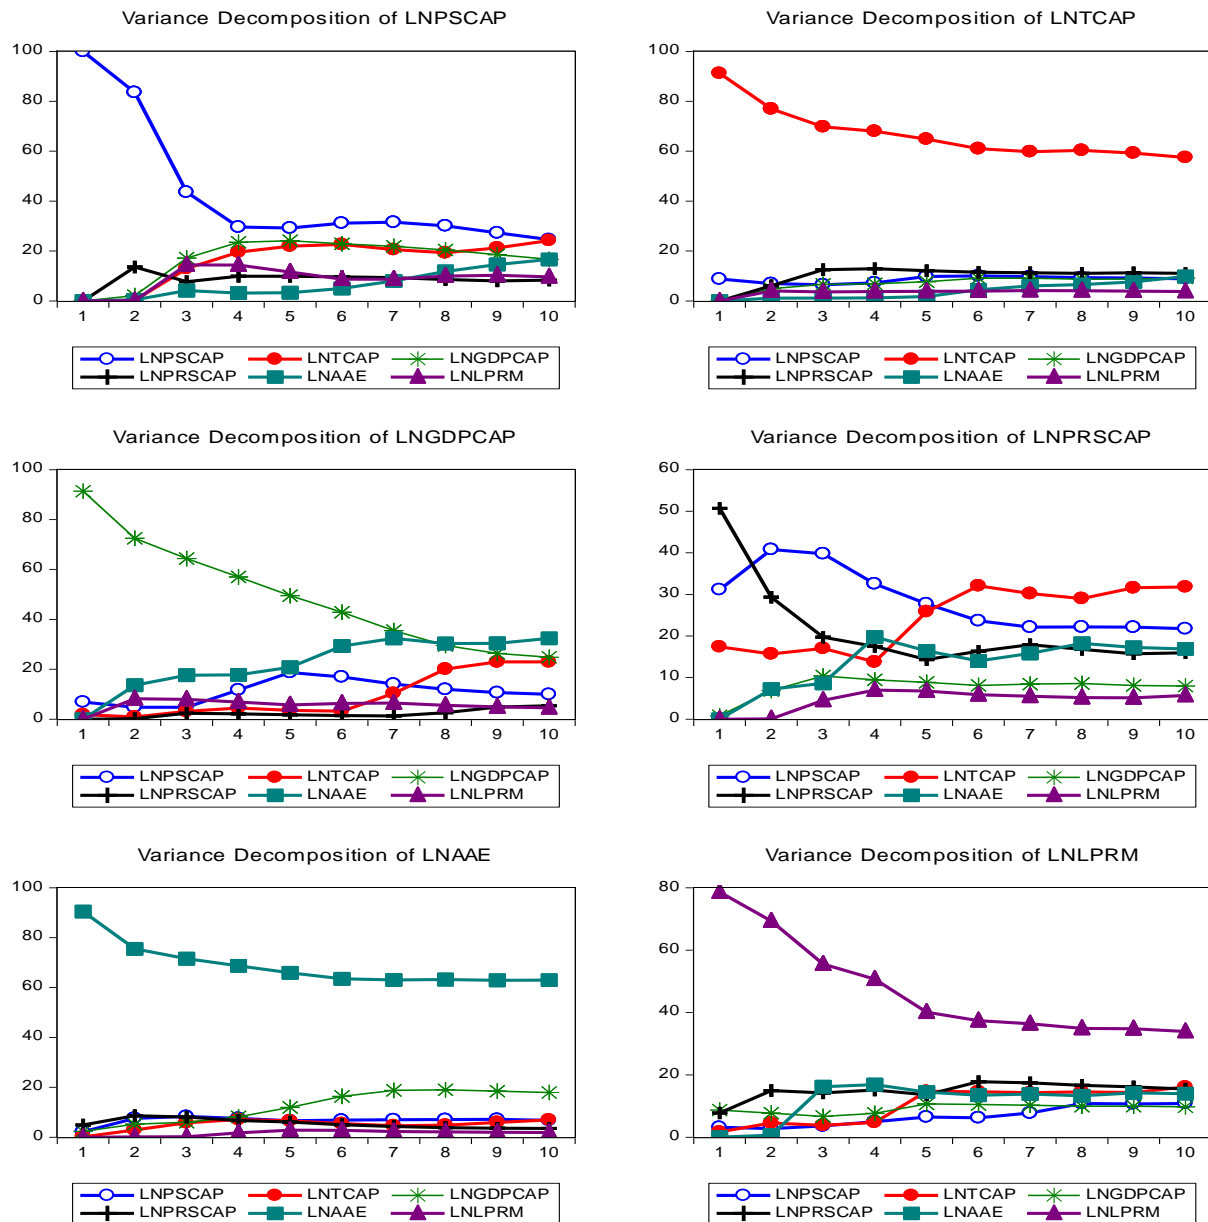 Variance Decomposition of LNPSCAP
100
80
60
40
20
0
1 2 3 4 5 6 7 8 9 10
LNPSCAP LNTCAP LNGDPCAP
LNPRSCAP LNAAE LNLPRM
Variance Decomposition of LNTCAP
100
80
60
40
20
0
1 2 3 4 5 6 7 8 9 10
LNPSCAP LNTCAP LNGDPCAP
LNPRSCAP LNAAE LNLPRM
Variance Decomposition of LNGDPCAP
100
80
60
40
20
0
1 2 3 4 5 6 7 8 9 10
LNPSCAP LNTCAP LNGDPCAP
LNPRSCAP LNAAE LNLPRM
Variance Decomposition of LNPRSCAP
60
50
40
30
20
10
0
1 2 3 4 5 6 7 8 9 10
LNPSCAP LNTCAP LNGDPCAP
LNPRSCAP LNAAE LNLPRM
Variance Decomposition of LNAAE
100
80
60
40
20
0
1 2 3 4 5 6 7 8 9 10
LNPSCAP LNTCAP LNGDPCAP
LNPRSCAP LNAAE LNLPRM
Variance Decomposition of LNLPRM
80
60
40
20
0
1 2 3 4 5 6 7 8 9 10
LNPSCAP LNTCAP LNGDPCAP
LNPRSCAP LNAAE LNLPRM